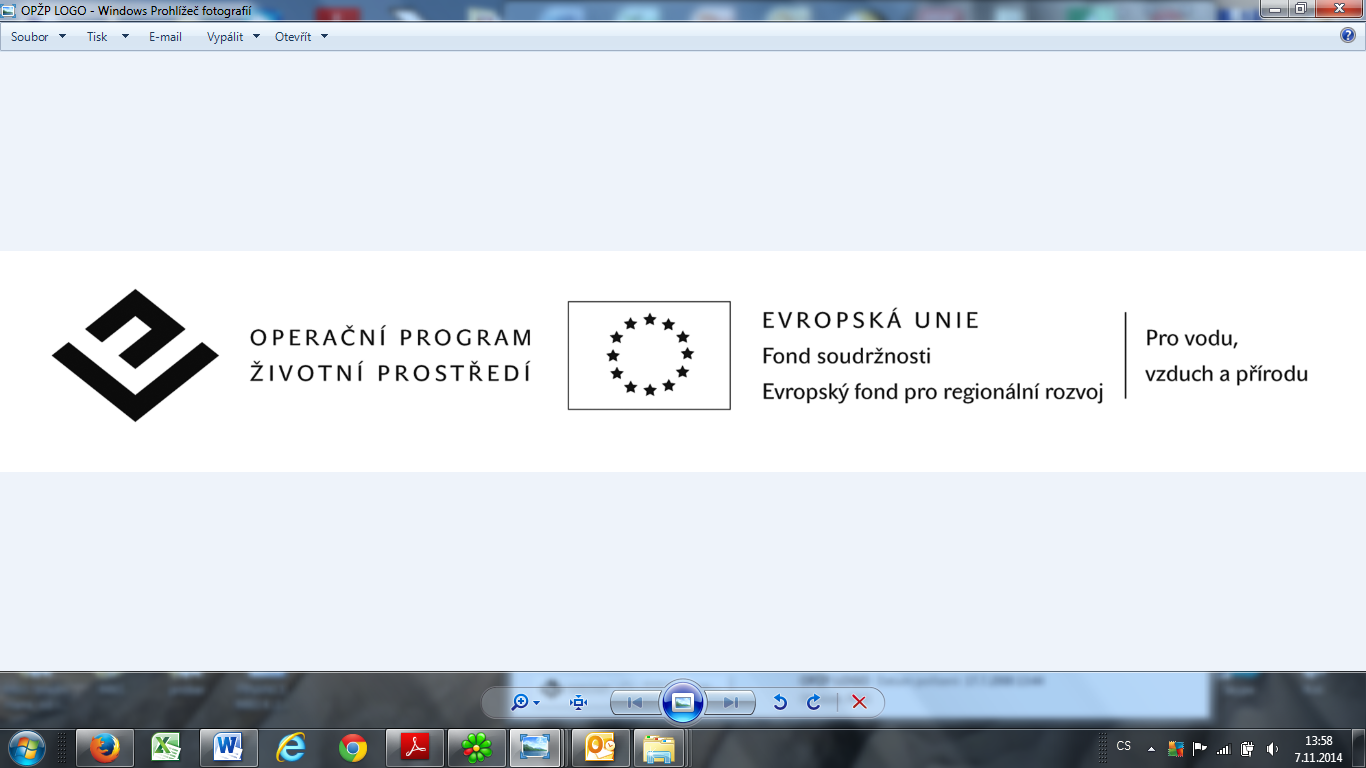 OPŽP LOGO - Windows Prohlížeč fotografií
Soubor Tisk E-mail Vypálit Otevřít
OPERAČNÍ PROGRAM
ŽIVOTNÍ PROSTŘEDÍ
EVROPSKÁ UNIE
Fond soudržnosti
Evropský fond pro regionální rozvoj
Pro vodu,
vzduch a přírodu
CS
13:58
7.11.2014